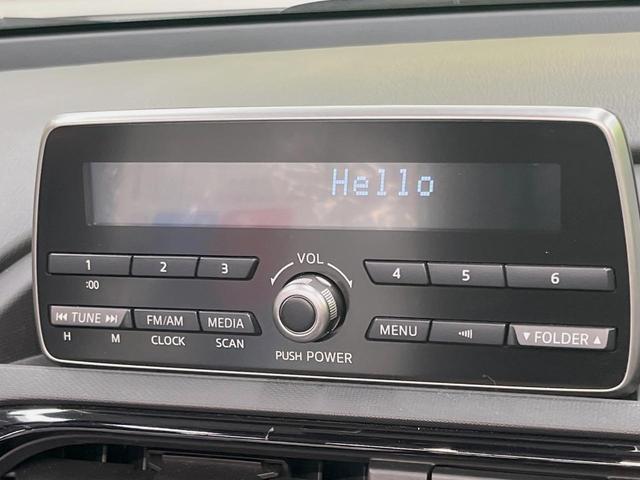 Hello
VOL
1 2 3 4 5 6
:00
TUNE FM/AM MEDIA MENU FOLDER
H M CLOCK SCAN PUSH POWER